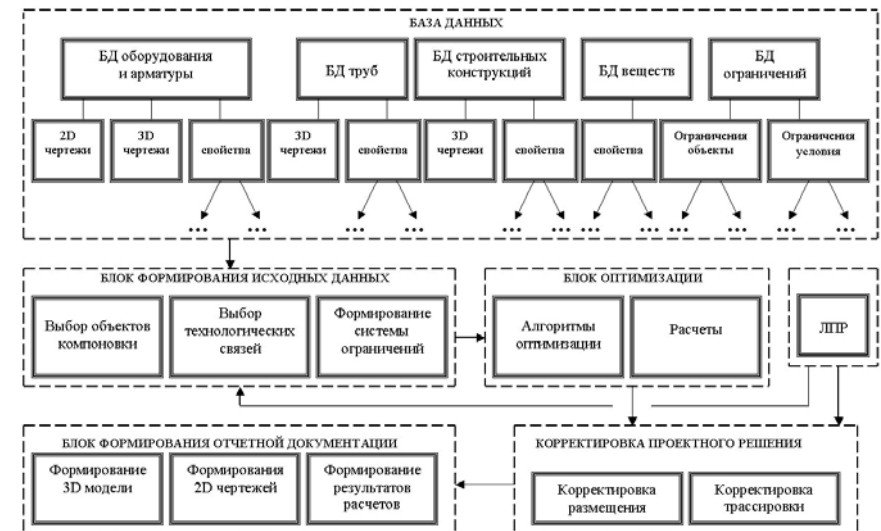 БАЗА ДАННЫХ
БД оборудования
и арматуры
БД труб
БД строительных
конструкций
БД веществ
БД
ограничений
2D
чертежи
3D
чертежи
свойства
3D
чертежи
свойства
3D
чертежи
свойства
свойства
Ограничения
объекты
Ограничения
условия
... ... ... ... ... ... ... ... ... ... ... ...
БЛОК ФОРМИРОВАНИЯ ИСХОДНЫХ ДАННЫХ
Выбор объектов
компоновки
Выбор
технологических
связей
Формирование
системы
ограничений
БЛОК ОПТИМИЗАЦИИ
Алгоритмы
оптимизации
Расчеты
ЛПР
БЛОК ФОРМИРОВАНИЯ ОТЧЕТНОЙ ДОКУМЕНТАЦИИ
Формирование
3D модели
Формирования
2D чертежей
Формирование
результатов
расчетов
КОРРЕКТИРОВКА ПРОЕКТНОГО РЕШЕНИЯ
Корректировка
размещения
Корректировка
трассировки